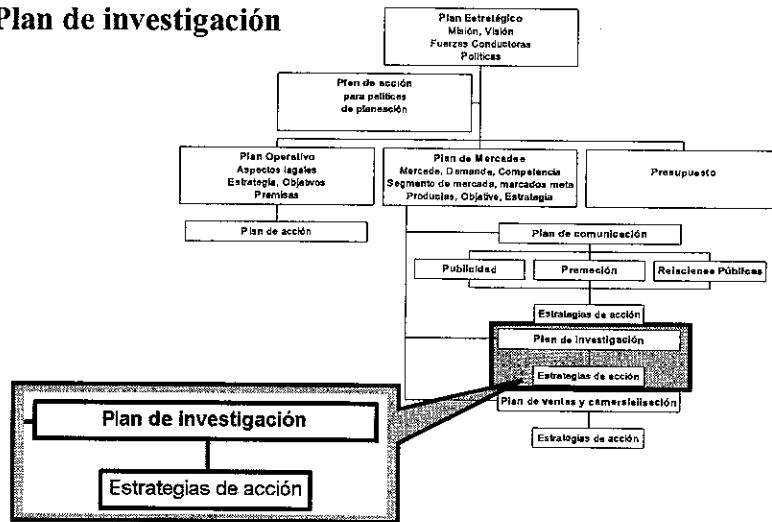 Plan de investigación
Plan Estratégico
Misión, Visión
Fuerzas Conductoras
Políticas
Plan de acción
para políticas
de planeación
Plan Operativo
Aspectos legales
Estrategia, Objetivos
Premisas
Plan de acción
Plan de Mercadeo
Mercado, Demanda, Competencia
Segmento de mercado, mercados meta
Productos, Objetivo, Estrategia
Presupuesto
Plan de comunicación
Publicidad
Promoción
Relaciones Públicas
Estrategias de acción
Plan de investigación
Estrategias de acción
Plan de ventas y comercialización
Estrategias de acción
Plan de investigación
Estrategias de acción